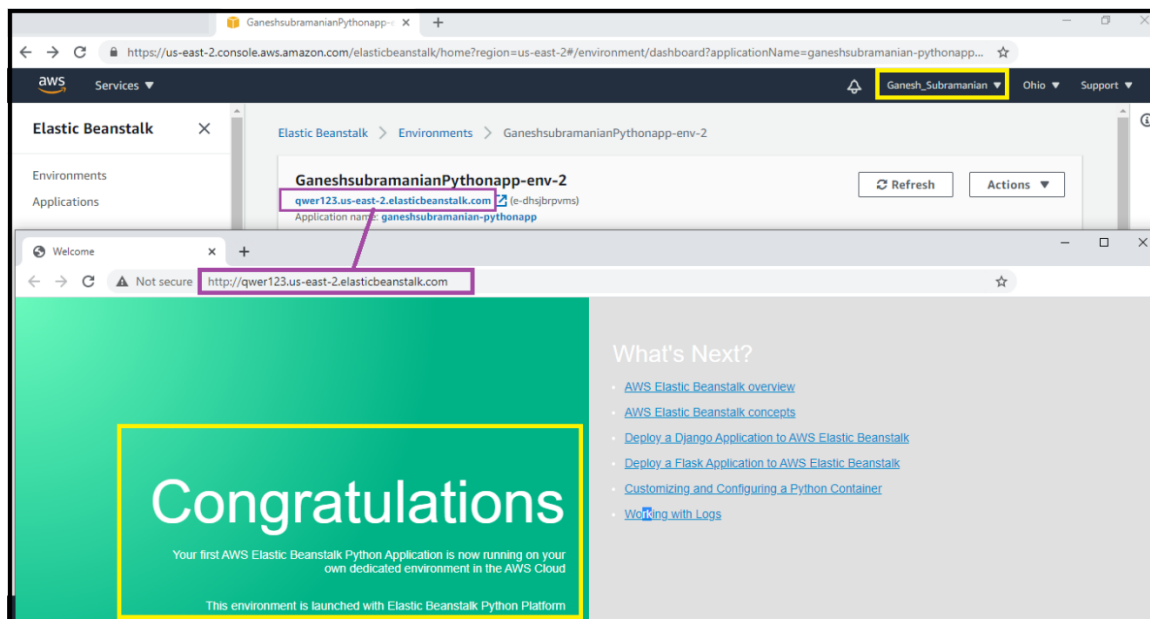 GaneshsubramanianPythonapp-e
https://us-east-2.console.aws.amazon.com/elasticbeanstalk/home?region=us-east-2#/environment/dashboard?applicationName=ganeshsubramanian-pythonapp...
aws Services ▼ Ganesh_Subramanian ▼ Ohio ▼ Support ▼
Elastic Beanstalk
Elastic Beanstalk > Environments > GaneshsubramanianPythonapp-env-2
Environments
Applications
GaneshsubramanianPythonapp-env-2
Refresh Actions ▼
qwer123.us-east-2.elasticbeanstalk.com (e-dhsjbrpvms)
Application name: ganeshsubramanian-pythonapp
Welcome
Not secure http://qwer123.us-east-2.elasticbeanstalk.com
Congratulations
Your first AWS Elastic Beanstalk Python Application is now running on your
own dedicated environment in the AWS Cloud
This environment is launched with Elastic Beanstalk Python Platform
What's Next?
AWS Elastic Beanstalk overview
AWS Elastic Beanstalk concepts
Deploy a Django Application to AWS Elastic Beanstalk
Deploy a Flask Application to AWS Elastic Beanstalk
Customizing and Configuring a Python Container
Working with Logs